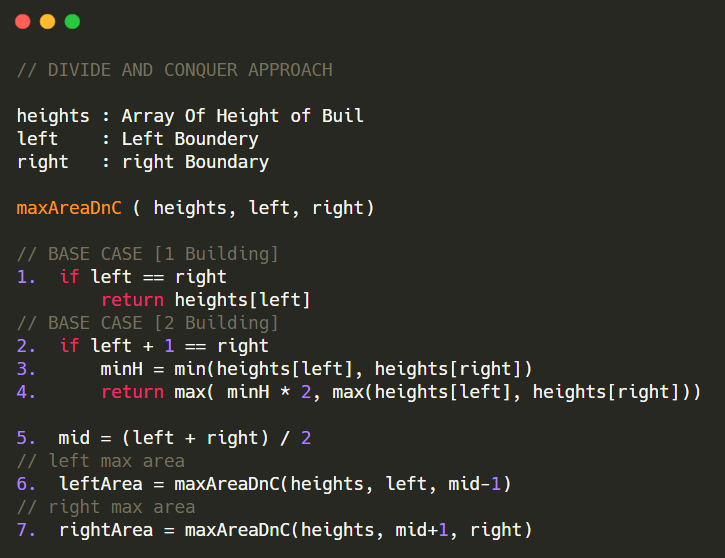 // DIVIDE AND CONQUER APPROACH
heights : Array Of Height of Buil
left    : Left Boundery
right   : right Boundary
maxAreaDnC ( heights, left, right)
// BASE CASE [1 Building]
1.  if left == right
        return heights[left]
// BASE CASE [2 Building]
2.  if left + 1 == right
3.      minH = min(heights[left], heights[right])
4.      return max( minH * 2, max(heights[left], heights[right]))
5.  mid = (left + right) / 2
// left max area
6.  leftArea = maxAreaDnC(heights, left, mid-1)
// right max area
7.  rightArea = maxAreaDnC(heights, mid+1, right)